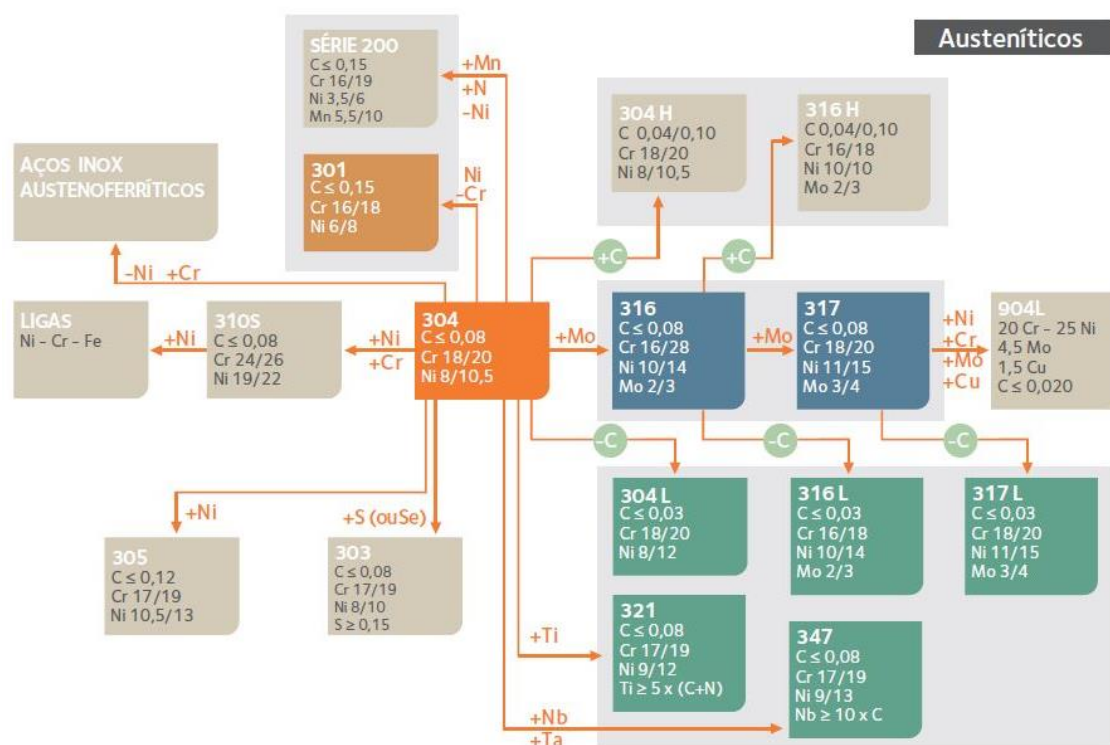 Austeníticos
SÉRIE 200
C ≤ 0,15
Cr 16/19
Ni 3,5/6
Mn 5,5/10
+Mn
+N
-Ni
304 H
C 0,04/0,10
Cr 18/20
Ni 8/10,5
316 H
C 0,04/0,10
Cr 16/18
Ni 10/10
Mo 2/3
AÇOS INOX
AUSTENOFERRÍTICOS
301
C ≤ 0,15
Cr 16/18
Ni 6/8
Ni
-Cr
+C
+C
-Ni +Cr
LIGAS
Ni – Cr – Fe
+Ni
310S
C ≤ 0,08
Cr 24/26
Ni 19/22
+Ni
+Cr
304
C ≤ 0,08
Cr 18/20
Ni 8/10,5
+Mo
316
C ≤ 0,08
Cr 16/28
Ni 10/14
Mo 2/3
+Mo
317
C ≤ 0,08
Cr 18/20
Ni 11/15
Mo 3/4
+Ni
+Cr
+Mo
+Cu
904L
20 Cr – 25 Ni
4,5 Mo
1,5 Cu
C ≤ 0,020
-C
-C
-C
304 L
C ≤ 0,03
Cr 18/20
Ni 8/12
316 L
C ≤ 0,03
Cr 16/18
Ni 10/14
Mo 2/3
317 L
C ≤ 0,03
Cr 18/20
Ni 11/15
Mo 3/4
+Ni
+S (ouSe)
305
C ≤ 0,12
Cr 17/19
Ni 10,5/13
303
C ≤ 0,08
Cr 17/19
Ni 8/10
S ≥ 0,15
+Ti
321
C ≤ 0,08
Cr 17/19
Ni 9/12
Ti ≥ 5 x (C+N)
347
C ≤ 0,08
Cr 17/19
Ni 9/13
Nb ≥ 10 x C
+Nb
+Ta